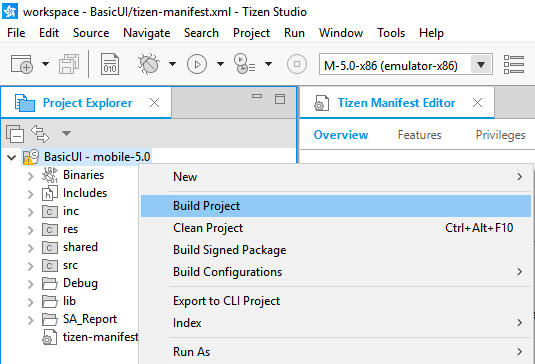 workspace - BasicUI/tizen-manifest.xml - Tizen Studio
File Edit Source Refactor Navigate Search Project Run Window Tools
010
M-5.0-x86 (emulator-x86)
Project Explorer
Tizen Manifest Editor
Overview Features Privileges
BasicUI - mobile-5.0
Binaries
Includes
inc
res
shared
src
Debug
lib
SA_Report
tizen-manifest
New
Build Project
Clean Project Ctrl+Alt+F10
Build Signed Package
Build Configurations
Export to CLI Project
Index
Run As